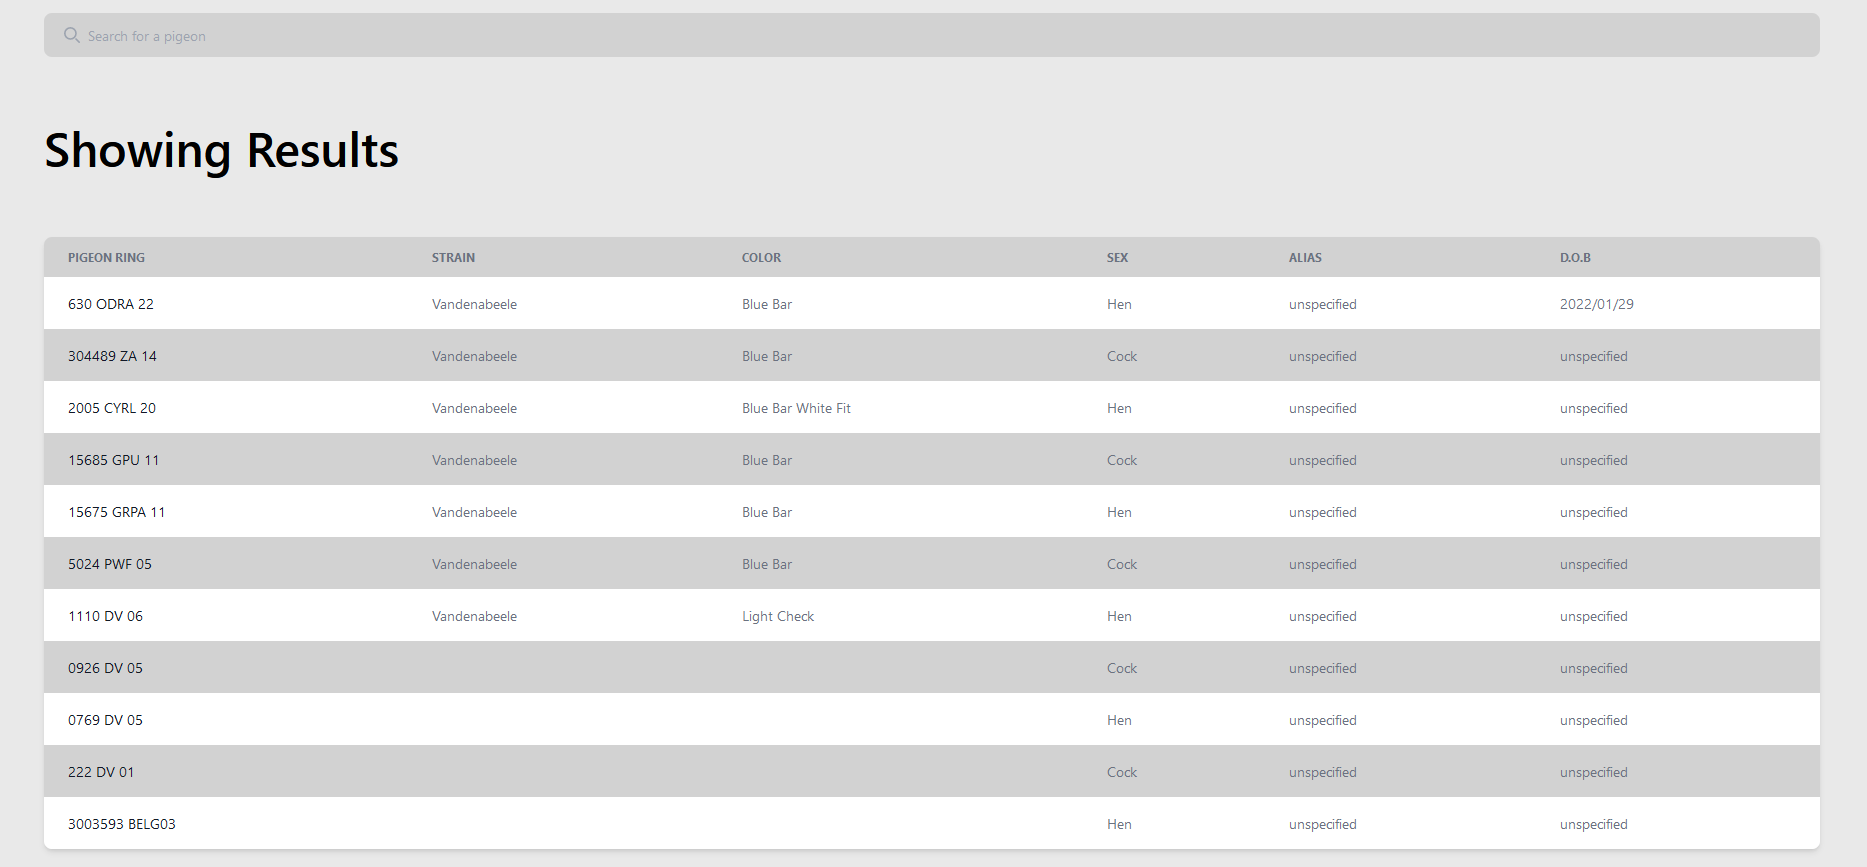 Search for a pigeon
Showing Results
PIGEON RING STRAIN COLOR SEX ALIAS D.O.B
630 ODRA 22 Vandenabeele Blue Bar Hen unspecified 2022/01/29
304489 ZA 14 Vandenabeele Blue Bar Cock unspecified unspecified
2005 CYRL 20 Vandenabeele Blue Bar White Fit Hen unspecified unspecified
15685 GPU 11 Vandenabeele Blue Bar Cock unspecified unspecified
15675 GRPA 11 Vandenabeele Blue Bar Hen unspecified unspecified
5024 PWF 05 Vandenabeele Blue Bar Cock unspecified unspecified
1110 DV 06 Vandenabeele Light Check Hen unspecified unspecified
0926 DV 05 Cock unspecified unspecified
0769 DV 05 Hen unspecified unspecified
222 DV 01 Cock unspecified unspecified
3003593 BELG03 Hen unspecified unspecified